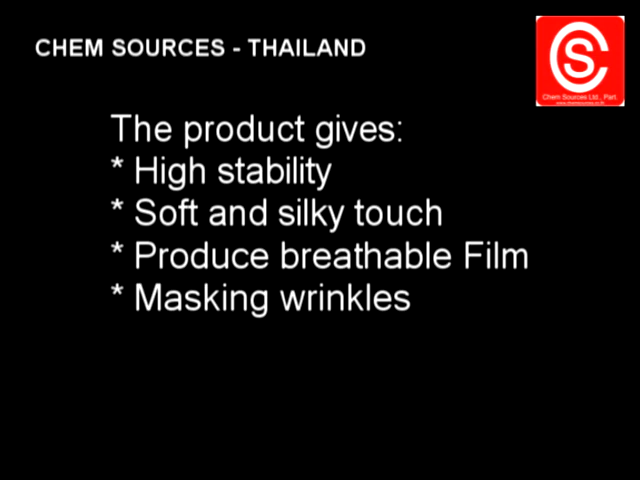 CHEM SOURCES - THAILAND
CS
Chem Sources Ltd., Part.
The product gives:
* High stability
* Soft and silky touch
* Produce breathable Film
* Masking wrinkles